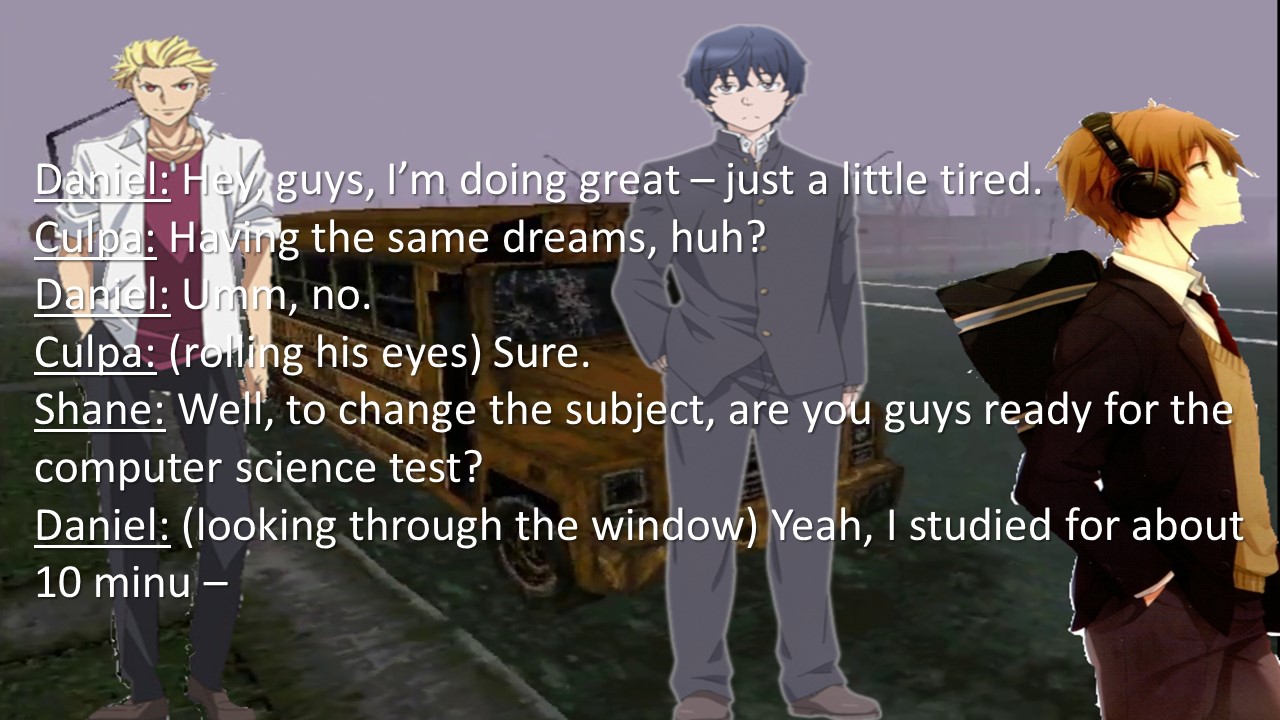 Daniel: Hey, guys, I’m doing great – just a little tired.
Culpa: Having the same dreams, huh?
Daniel: Umm, no.
Culpa: (rolling his eyes) Sure.
Shane: Well, to change the subject, are you guys ready for the
computer science test?
Daniel: (looking through the window) Yeah, I studied for about
10 minu –